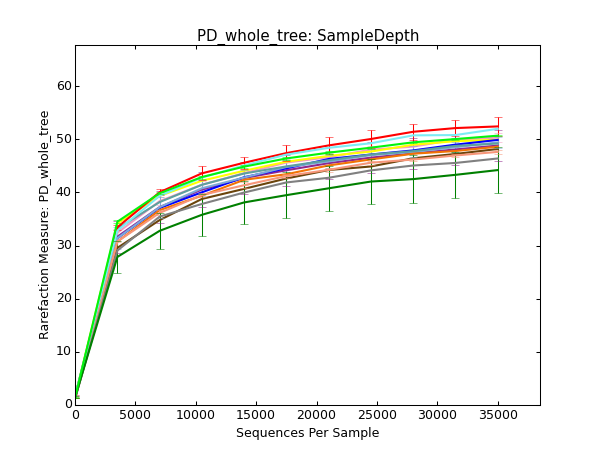 PD_whole_tree: SampleDepth
60
50
40
30
20
10
0
Rarefaction Measure: PD_whole_tree
0 5000 10000 15000 20000 25000 30000 35000
Sequences Per Sample